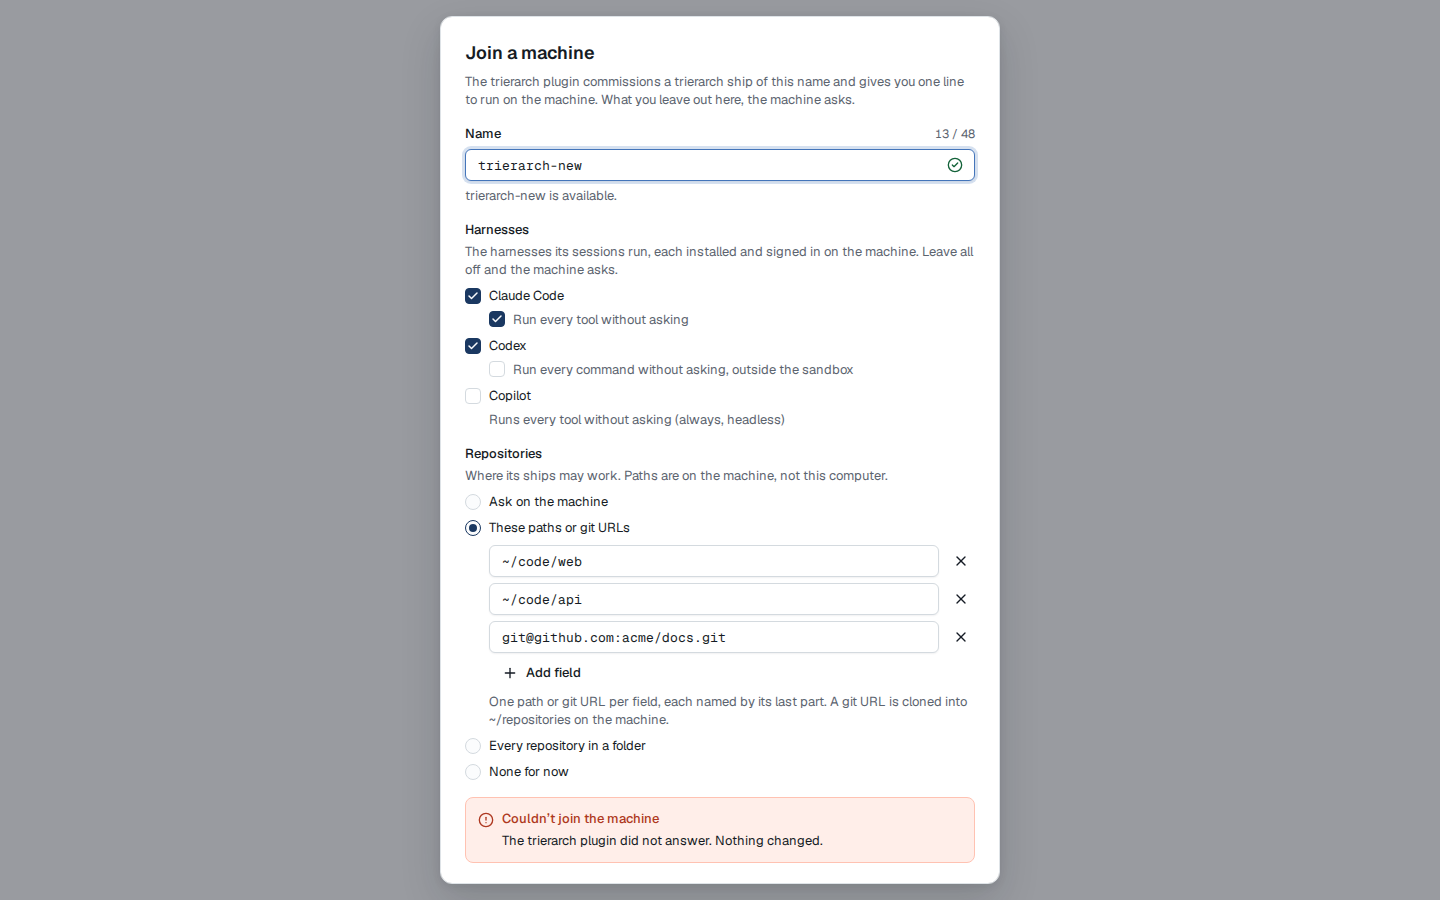 Join a machine
The trierarch plugin commissions a trierarch ship of this name and gives you one line
to run on the machine. What you leave out here, the machine asks.
Name 13 / 48
trierarch-new
trierarch-new is available.
Harnesses
The harnesses its sessions run, each installed and signed in on the machine. Leave all
off and the machine asks.
Claude Code
Run every tool without asking
Codex
Run every command without asking, outside the sandbox
Copilot
Runs every tool without asking (always, headless)
Repositories
Where its ships may work. Paths are on the machine, not this computer.
Ask on the machine
These paths or git URLs
~/code/web
~/code/api
git@github.com:acme/docs.git
Add field
One path or git URL per field, each named by its last part. A git URL is cloned into
~/repositories on the machine.
Every repository in a folder
None for now
Couldn’t join the machine
The trierarch plugin did not answer. Nothing changed.